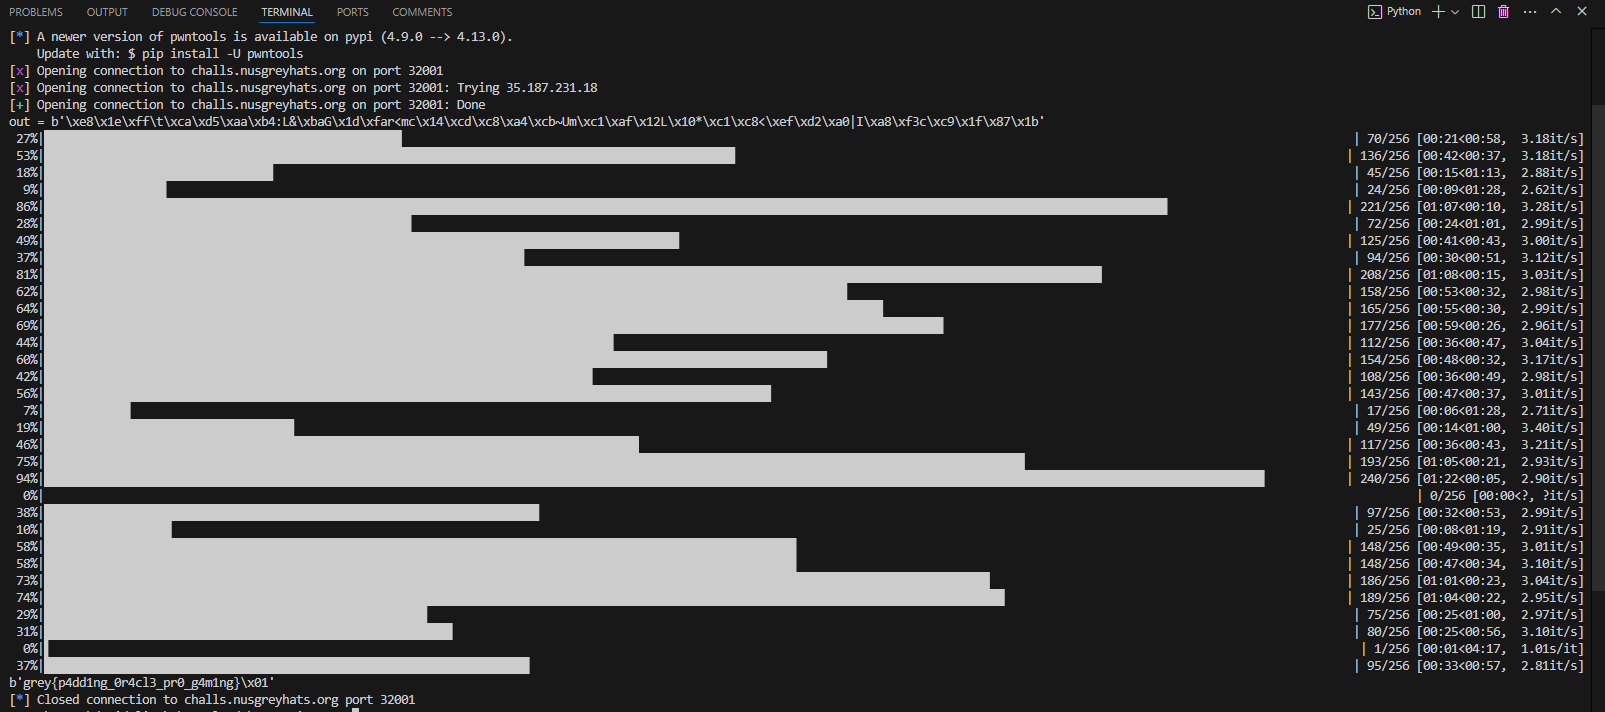 PROBLEMS OUTPUT DEBUG CONSOLE TERMINAL PORTS COMMENTS Python
[*] A newer version of pwntools is available on pypi (4.9.0 --> 4.13.0).
Update with: $ pip install -U pwntools
[x] Opening connection to challs.nusgreyhats.org on port 32001
[x] Opening connection to challs.nusgreyhats.org on port 32001: Trying 35.187.231.18
[+] Opening connection to challs.nusgreyhats.org on port 32001: Done
out = b'\xe8\x1e\xff\t\xca\xd5\xaa\xb4:L&\xbaG\x1d\xfar<mc\x14\xcd\xc8\xa4\xcb~Um\xc1\xaf\x12L\x10*\xc1\xc8<\xef\xd2\xa0|I\xa8\xf3c\xc9\x1f\x87\x1b'
27%| | 70/256 [00:21<00:58, 3.18it/s]
53%| | 136/256 [00:42<00:37, 3.18it/s]
18%| | 45/256 [00:15<01:13, 2.88it/s]
9%| | 24/256 [00:09<01:28, 2.62it/s]
86%| | 221/256 [01:07<00:10, 3.28it/s]
28%| | 72/256 [00:24<01:01, 2.99it/s]
49%| | 125/256 [00:41<00:43, 3.00it/s]
37%| | 94/256 [00:30<00:51, 3.12it/s]
81%| | 208/256 [01:08<00:15, 3.03it/s]
62%| | 158/256 [00:53<00:32, 2.98it/s]
64%| | 165/256 [00:55<00:30, 2.99it/s]
69%| | 177/256 [00:59<00:26, 2.96it/s]
44%| | 112/256 [00:36<00:47, 3.04it/s]
60%| | 154/256 [00:48<00:32, 3.17it/s]
42%| | 108/256 [00:36<00:49, 2.98it/s]
56%| | 143/256 [00:47<00:37, 3.01it/s]
7%| | 17/256 [00:06<01:28, 2.71it/s]
19%| | 49/256 [00:14<01:00, 3.40it/s]
46%| | 117/256 [00:36<00:43, 3.21it/s]
75%| | 193/256 [01:05<00:21, 2.93it/s]
94%| | 240/256 [01:22<00:05, 2.90it/s]
0%| | 0/256 [00:00<?, ?it/s]
38%| | 97/256 [00:32<00:53, 2.99it/s]
10%| | 25/256 [00:08<01:19, 2.91it/s]
58%| | 148/256 [00:49<00:35, 3.01it/s]
58%| | 148/256 [00:47<00:34, 3.10it/s]
73%| | 186/256 [01:01<00:23, 3.04it/s]
74%| | 189/256 [01:04<00:22, 2.95it/s]
29%| | 75/256 [00:25<01:00, 2.97it/s]
31%| | 80/256 [00:25<00:56, 3.10it/s]
0%| | 1/256 [00:01<04:17, 1.01s/it]
37%| | 95/256 [00:33<00:57, 2.81it/s]
b'grey{p4dd1ng_0r4cl3_pr0_g4m1ng}\x01'
[*] Closed connection to challs.nusgreyhats.org port 32001